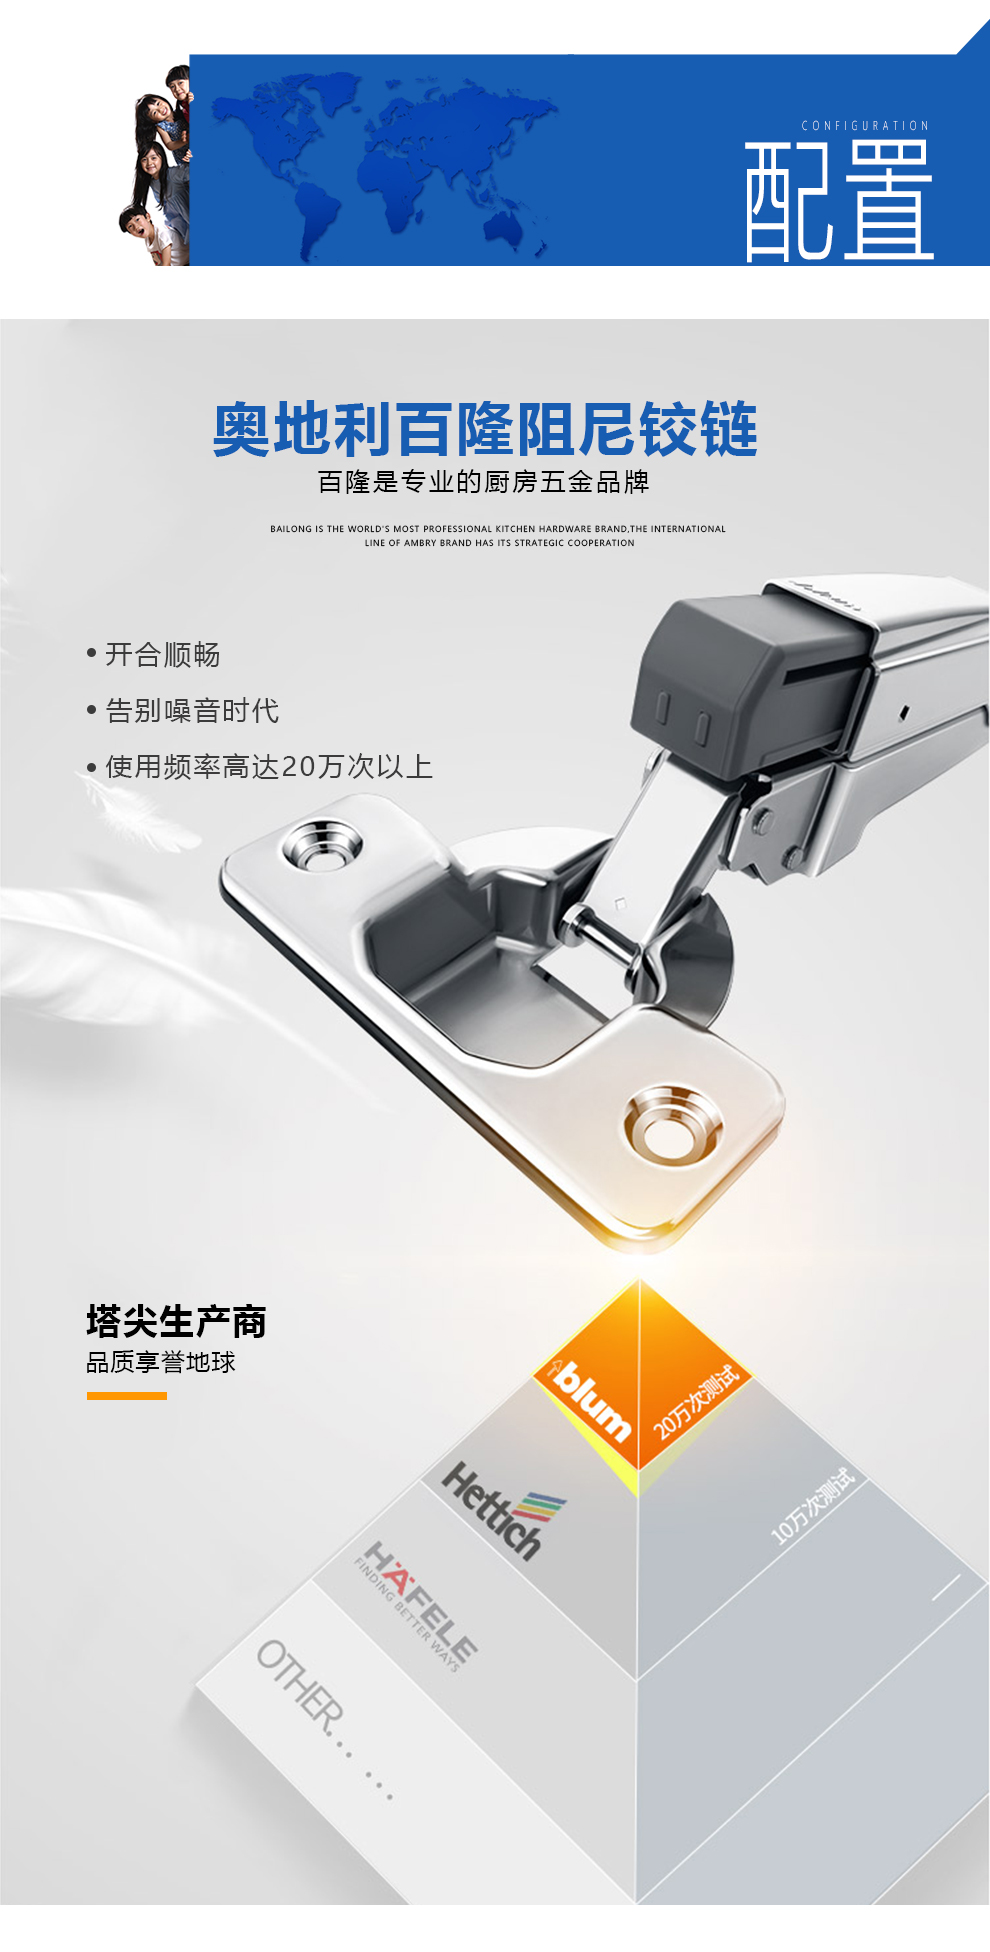 CONFIGURATION
配置
奥地利百隆阻尼铰链
百隆是专业的厨房五金品牌
BAILONG IS THE WORLD'S MOST PROFESSIONAL KITCHEN HARDWARE BRAND,THE INTERNATIONAL
LINE OF AMBRY BRAND HAS ITS STRATEGIC COOPERATION
• 开合顺畅
• 告别噪音时代
• 使用频率高达20万次以上
塔尖生产商
品质享誉地球
blum
20万次测试
Hettich
10万次测试
HÄFELE
FINDING BETTER WAYS
OTHER... ...